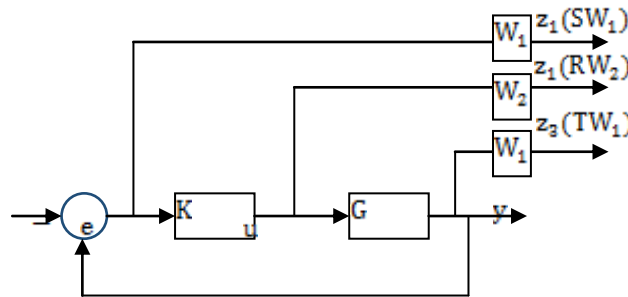 W₁ z₁(SW₁)
W₂ z₁(RW₂)
W₁ z₃(TW₁)
− e K u G y